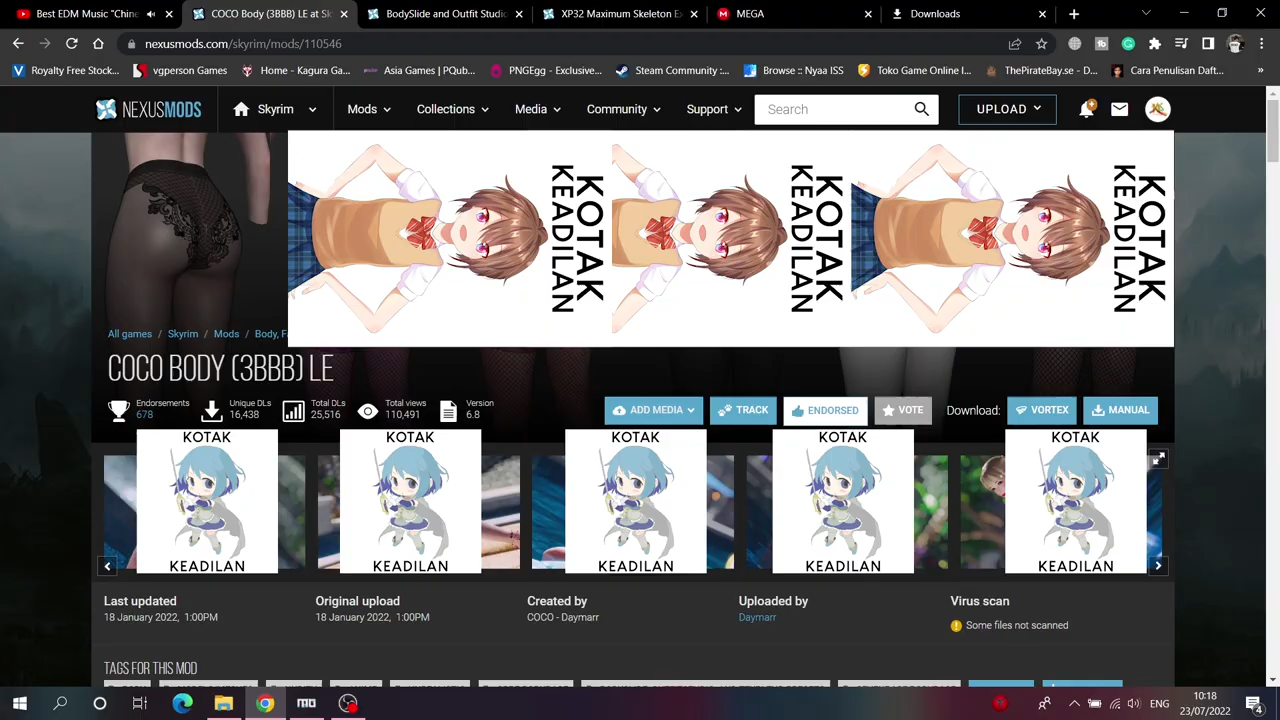 Best EDM Music "Chine
COCO Body (3BBB) LE at Sk
BodySlide and Outfit Studio
XP32 Maximum Skeleton Ex
MEGA
Downloads
nexusmods.com/skyrim/mods/110546
Royalty Free Stock...
vgperson Games
Home - Kagura Ga...
Asia Games | PQub...
PNGEgg - Exclusive...
Steam Community :...
Browse :: Nyaa ISS
Toko Game Online I...
ThePirateBay.se - D...
Cara Penulisan Daft...
»
NEXUSMODS
Skyrim
Mods
Collections
Media
Community
Support
Search
UPLOAD
KOTAK
KEADILAN
KOTAK
KEADILAN
KOTAK
KEADILAN
All games / Skyrim / Mods / Body, F
COCO BODY (3BBB) LE
Endorsements
678
Unique DLs
16,438
Total DLs
25,516
Total views
110,491
Version
6.8
ADD MEDIA
TRACK
ENDORSED
VOTE
Download:
VORTEX
MANUAL
KOTAK
KEADILAN
KOTAK
KEADILAN
KOTAK
KEADILAN
KOTAK
KEADILAN
KOTAK
KEADILAN
Last updated
18 January 2022, 1:00PM
Original upload
18 January 2022, 1:00PM
Created by
COCO - Daymarr
Uploaded by
Daymarr
Virus scan
Some files not scanned
TAGS FOR THIS MOD
ENG
10:18
23/07/2022
4